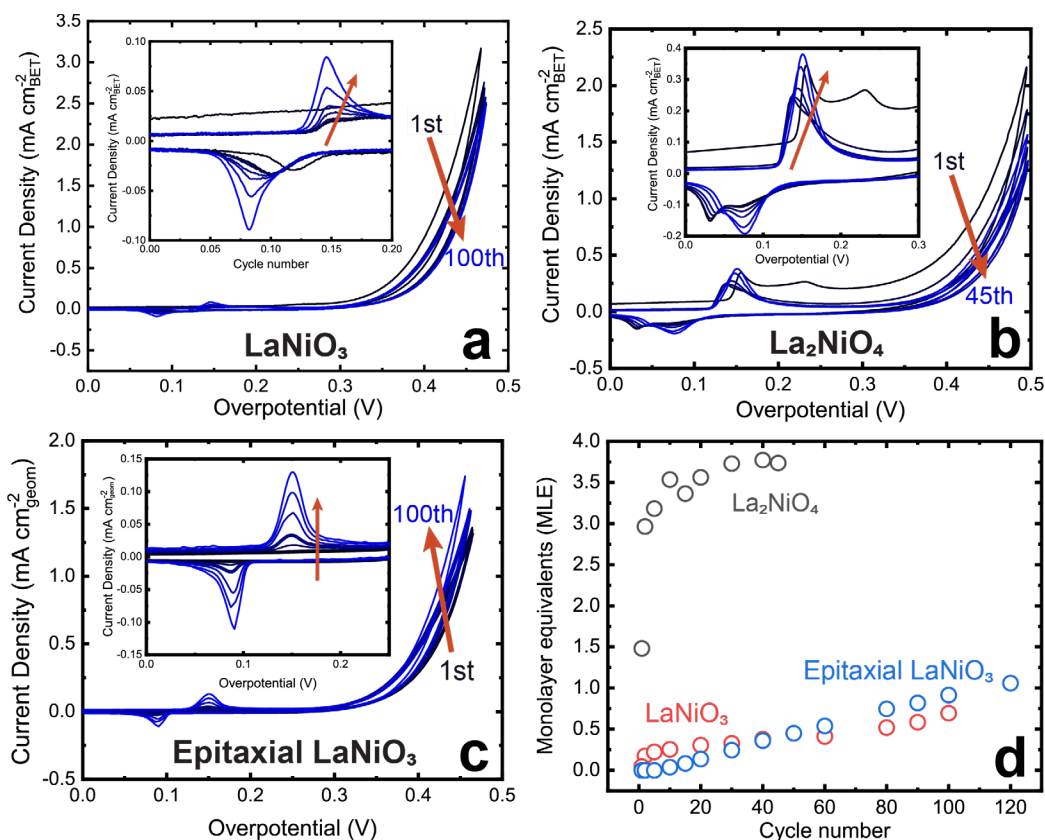 3.5
3.0
2.5
2.0
1.5
1.0
0.5
0.0
-0.5
Current Density (mA cm⁻²BET)
0.10
0.05
0.00
-0.05
-0.10
Current Density (mA cm⁻²BET)
0.00 0.05 0.10 0.15 0.20
Cycle number
1st
100th
LaNiO₃
a
0.0 0.1 0.2 0.3 0.4 0.5
Overpotential (V)
2.5
2.0
1.5
1.0
0.5
0.0
-0.5
Current Density (mA cm⁻²BET)
0.4
0.3
0.2
0.1
0.0
-0.1
-0.2
Current Density (mA cm⁻²BET)
0.0 0.1 0.2 0.3
Overpotential (V)
1st
45th
La₂NiO₄
b
0.0 0.1 0.2 0.3 0.4 0.5
Overpotential (V)
2.0
1.5
1.0
0.5
0.0
-0.5
Current Density (mA cm⁻²geom)
0.15
0.10
0.05
0.00
-0.05
-0.10
-0.15
Current Density (mA cm⁻²geom)
0.0 0.1 0.2
Overpotential (V)
100th
1st
Epitaxial LaNiO₃
c
0.0 0.1 0.2 0.3 0.4 0.5
Overpotential (V)
4.0
3.5
3.0
2.5
2.0
1.5
1.0
0.5
0.0
Monolayer equivalents (MLE)
La₂NiO₄
Epitaxial LaNiO₃
LaNiO₃
d
0 20 40 60 80 100 120
Cycle number